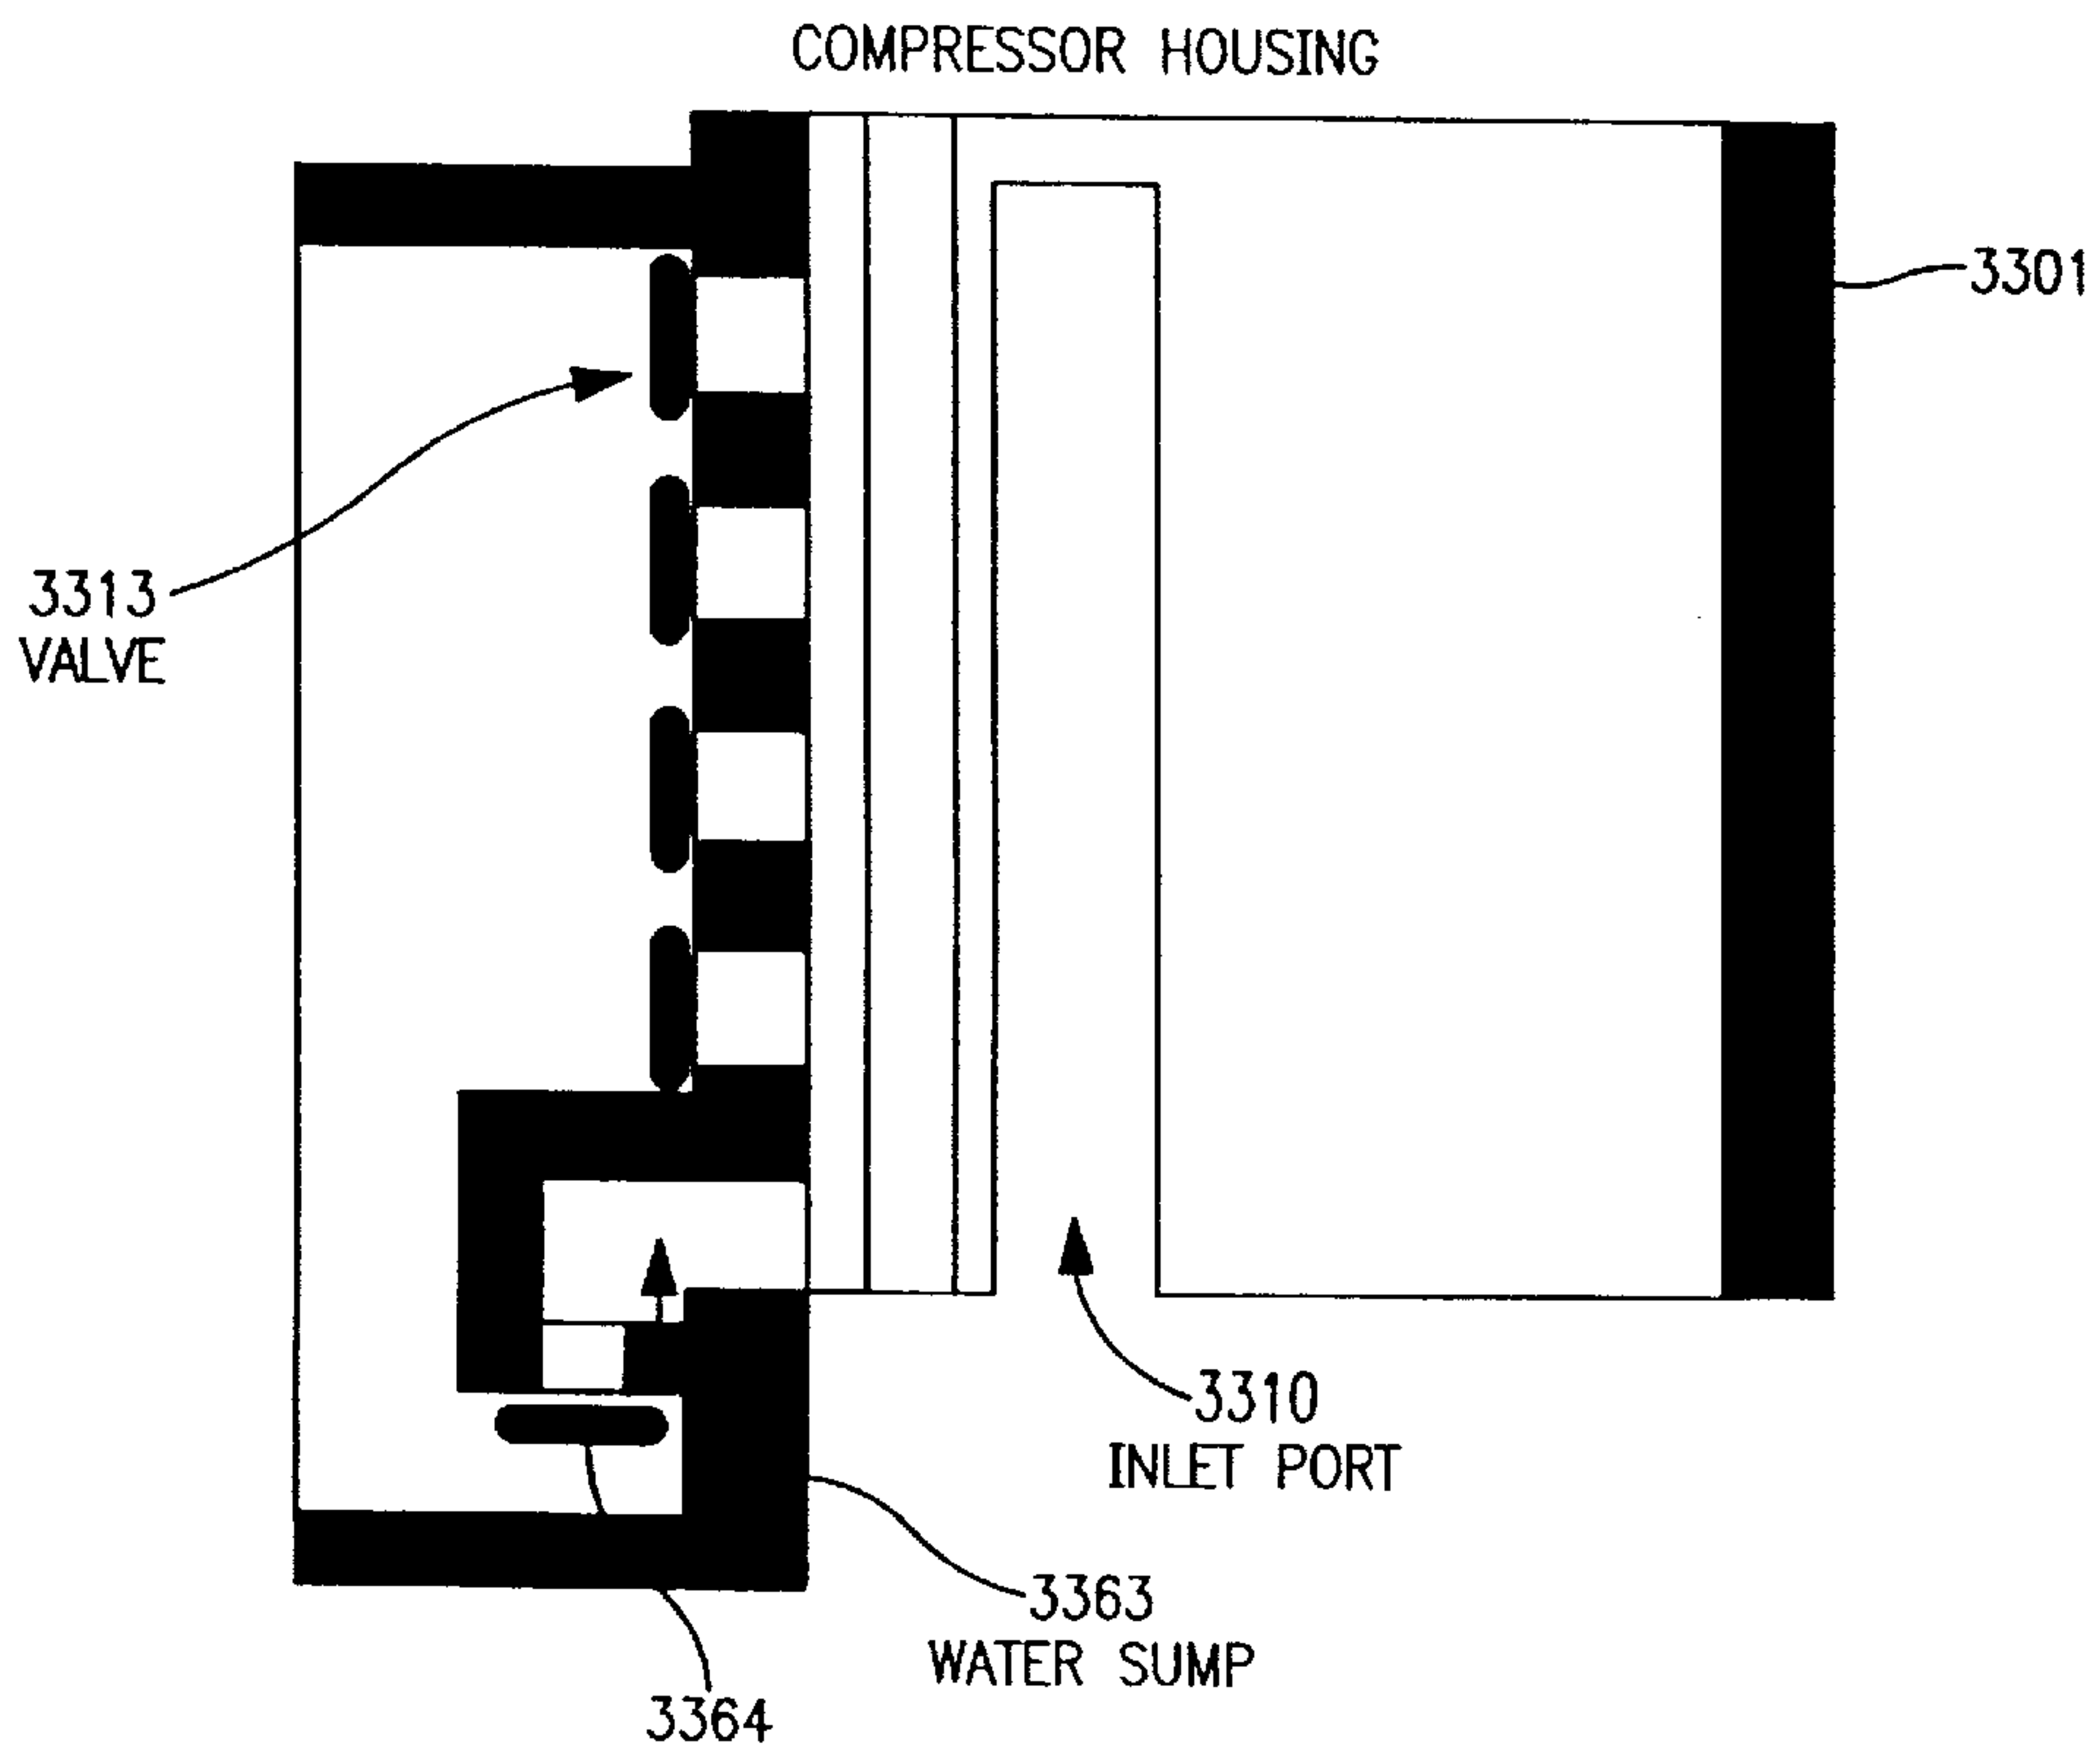 COMPRESSOR HOUSING
3301
3313
VALVE
3310
INLET PORT
3363
WATER SUMP
3364